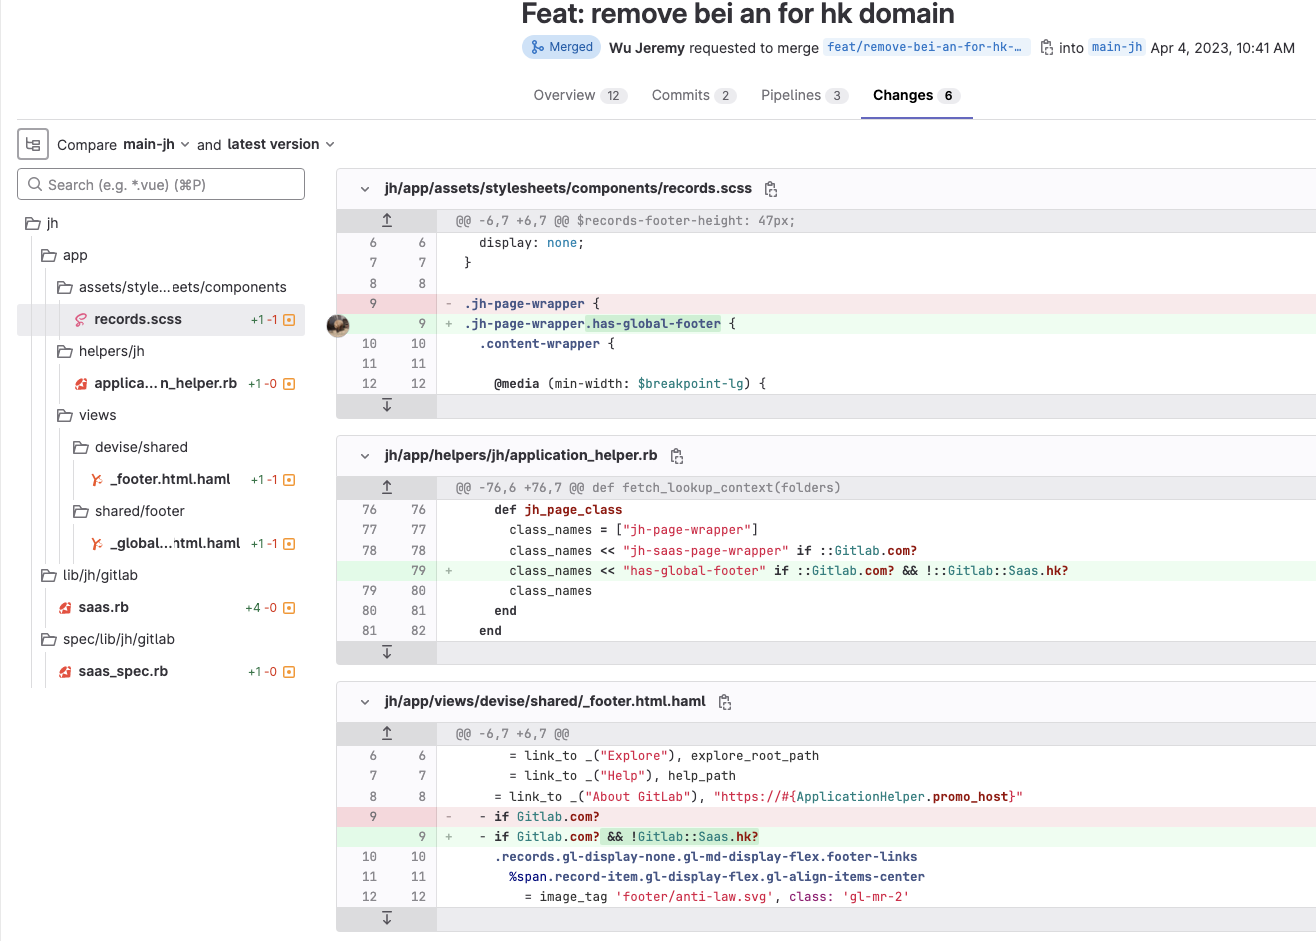 Feat: remove bei an for hk domain
Merged Wu Jeremy requested to merge feat/remove-bei-an-for-hk-… into main-jh Apr 4, 2023, 10:41 AM
Overview 12 Commits 2 Pipelines 3 Changes 6
Compare main-jh and latest version
Search (e.g. *.vue) (⌘P)
jh
app
assets/style…eets/components
records.scss +1 -1
helpers/jh
applica…n_helper.rb +1 -0
views
devise/shared
_footer.html.haml +1 -1
shared/footer
_global…html.haml +1 -1
lib/jh/gitlab
saas.rb +4 -0
spec/lib/jh/gitlab
saas_spec.rb +1 -0
jh/app/assets/stylesheets/components/records.scss
@@ -6,7 +6,7 @@ $records-footer-height: 47px;
6 6 display: none;
7 7 }
8 8
9 - .jh-page-wrapper {
9 + .jh-page-wrapper.has-global-footer {
10 10 .content-wrapper {
11 11
12 12 @media (min-width: $breakpoint-lg) {
jh/app/helpers/jh/application_helper.rb
@@ -76,6 +76,7 @@ def fetch_lookup_context(folders)
76 76 def jh_page_class
77 77 class_names = ["jh-page-wrapper"]
78 78 class_names << "jh-saas-page-wrapper" if ::Gitlab.com?
79 + class_names << "has-global-footer" if ::Gitlab.com? && !::Gitlab::Saas.hk?
79 80 class_names
80 81 end
81 82 end
jh/app/views/devise/shared/_footer.html.haml
@@ -6,7 +6,7 @@
6 6 = link_to _("Explore"), explore_root_path
7 7 = link_to _("Help"), help_path
8 8 = link_to _("About GitLab"), "https://#{ApplicationHelper.promo_host}"
9 - - if Gitlab.com?
9 + - if Gitlab.com? && !Gitlab::Saas.hk?
10 10 .records.gl-display-none.gl-md-display-flex.footer-links
11 11 %span.record-item.gl-display-flex.gl-align-items-center
12 12 = image_tag 'footer/anti-law.svg', class: 'gl-mr-2'